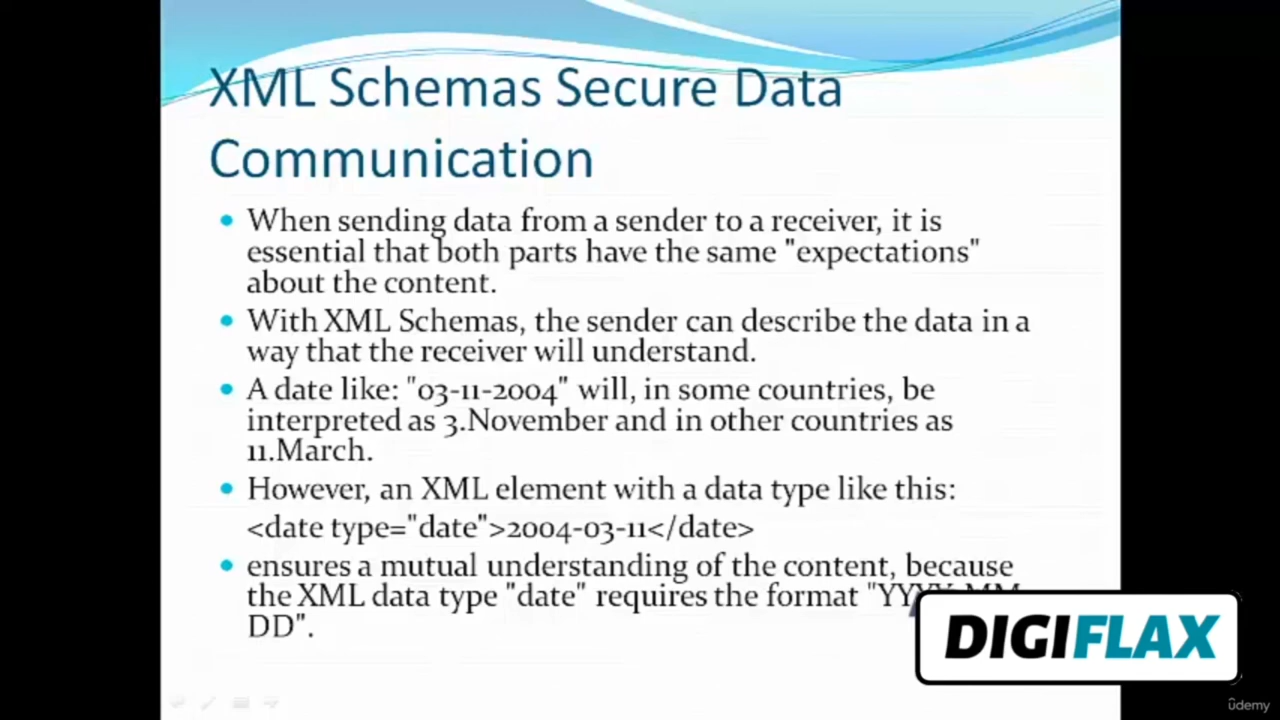 XML Schemas Secure Data
Communication
• When sending data from a sender to a receiver, it is
essential that both parts have the same "expectations"
about the content.
• With XML Schemas, the sender can describe the data in a
way that the receiver will understand.
• A date like: "03-11-2004" will, in some countries, be
interpreted as 3.November and in other countries as
11.March.
• However, an XML element with a data type like this:
<date type="date">2004-03-11</date>
• ensures a mutual understanding of the content, because
the XML data type "date" requires the format "YYYY-MM-
DD".
DIGIFLAX
ûdemy